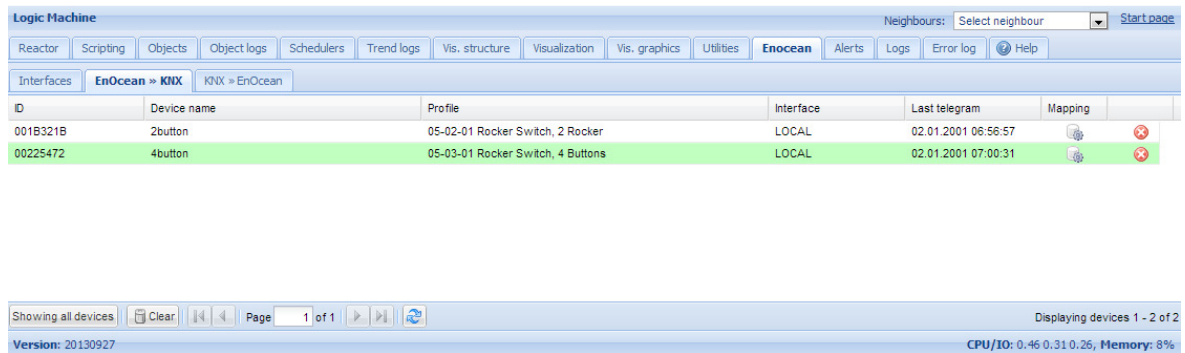 Logic Machine Neighbours: Select neighbour Start page
Reactor Scripting Objects Object logs Schedulers Trend logs Vis. structure Visualization Vis. graphics Utilities Enocean Alerts Logs Error log Help
Interfaces EnOcean » KNX KNX » EnOcean
ID Device name Profile Interface Last telegram Mapping
001B321B 2button 05-02-01 Rocker Switch, 2 Rocker LOCAL 02.01.2001 06:56:57
00225472 4button 05-03-01 Rocker Switch, 4 Buttons LOCAL 02.01.2001 07:00:31
Showing all devices Clear Page 1 of 1 Displaying devices 1 - 2 of 2
Version: 20130927 CPU/IO: 0.46 0.31 0.26, Memory: 8%